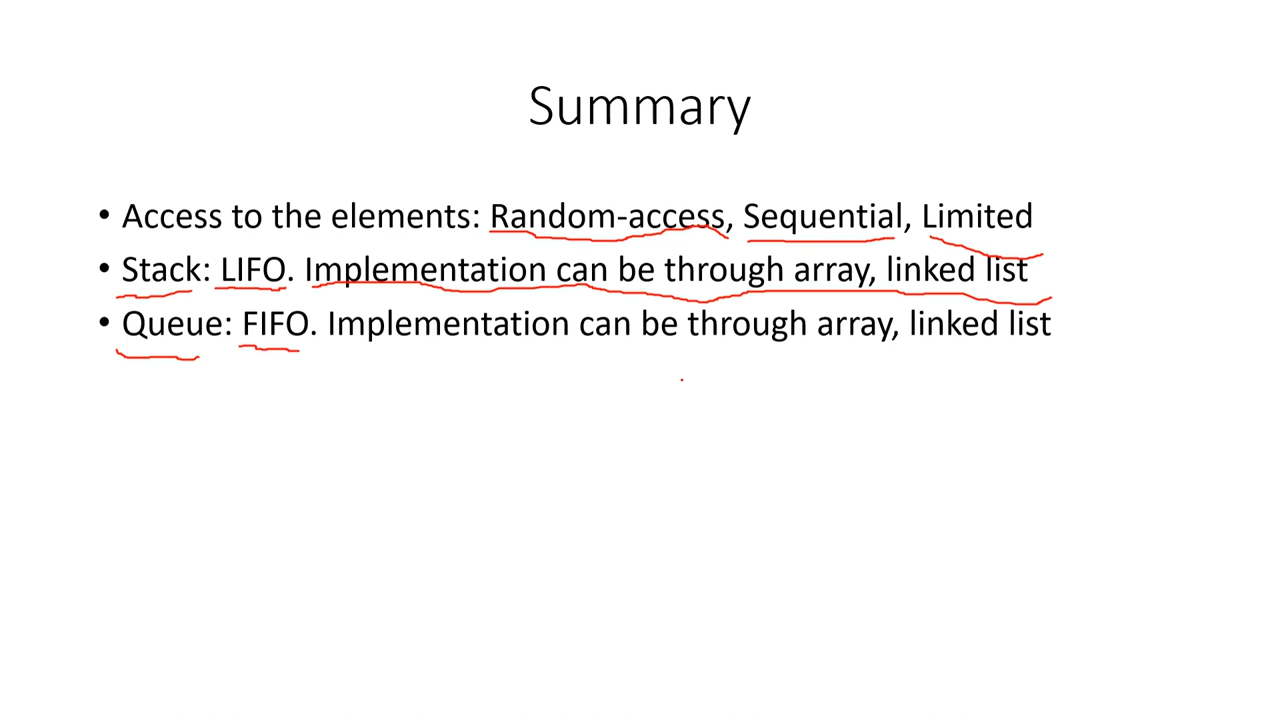 Summary
• Access to the elements: Random-access, Sequential, Limited
• Stack: LIFO. Implementation can be through array, linked list
• Queue: FIFO. Implementation can be through array, linked list